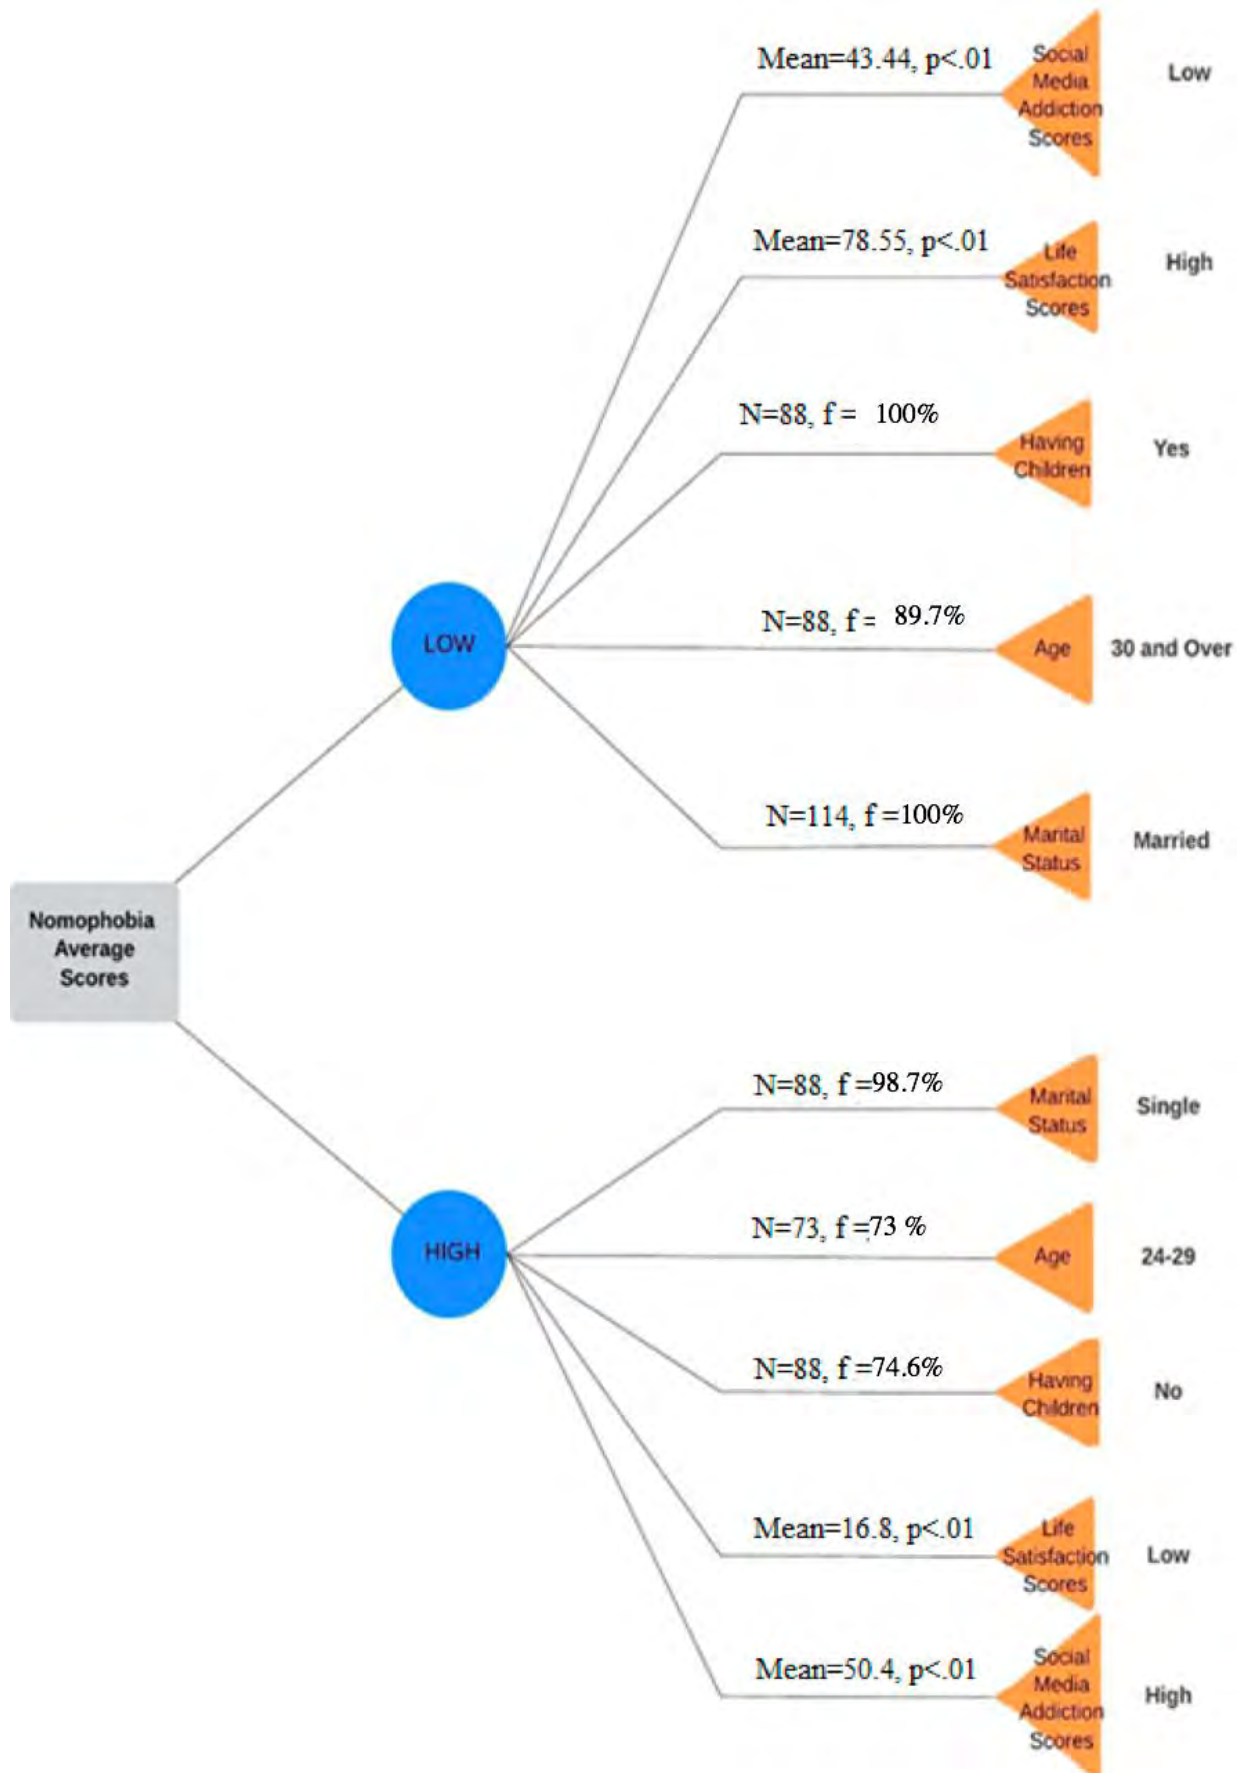 Mean=43.44, p<.01
Social
Media
Addiction
Scores
Low
Mean=78.55, p<.01
Life
Satisfaction
Scores
High
N=88, f = 100%
Having
Children
Yes
LOW
N=88, f = 89.7%
Age
30 and Over
N=114, f =100%
Marital
Status
Married
Nomophobia
Average
Scores
N=88, f =98.7%
Marital
Status
Single
HIGH
N=73, f =73 %
Age
24-29
N=88, f =74.6%
Having
Children
No
Mean=16.8, p<.01
Life
Satisfaction
Scores
Low
Mean=50.4, p<.01
Social
Media
Addiction
Scores
High